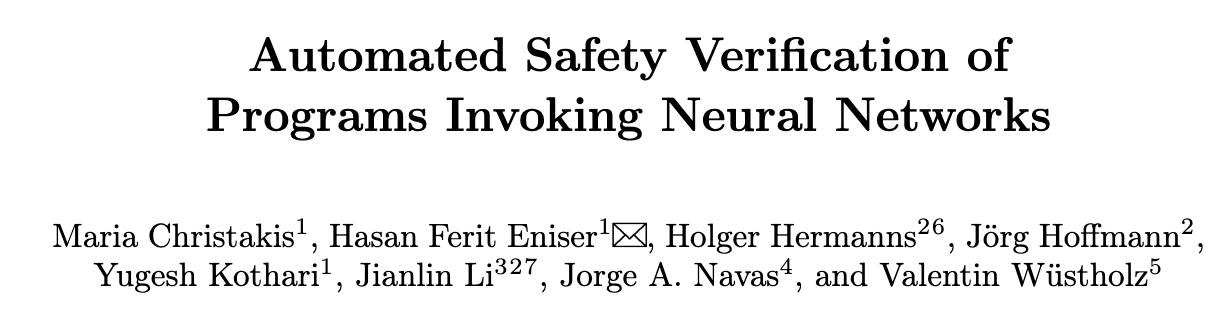 Automated Safety Verification of
Programs Invoking Neural Networks
Maria Christakis¹, Hasan Ferit Eniser¹✉, Holger Hermanns²⁶, Jörg Hoffmann²,
Yugesh Kothari¹, Jianlin Li³²⁷, Jorge A. Navas⁴, and Valentin Wüstholz⁵